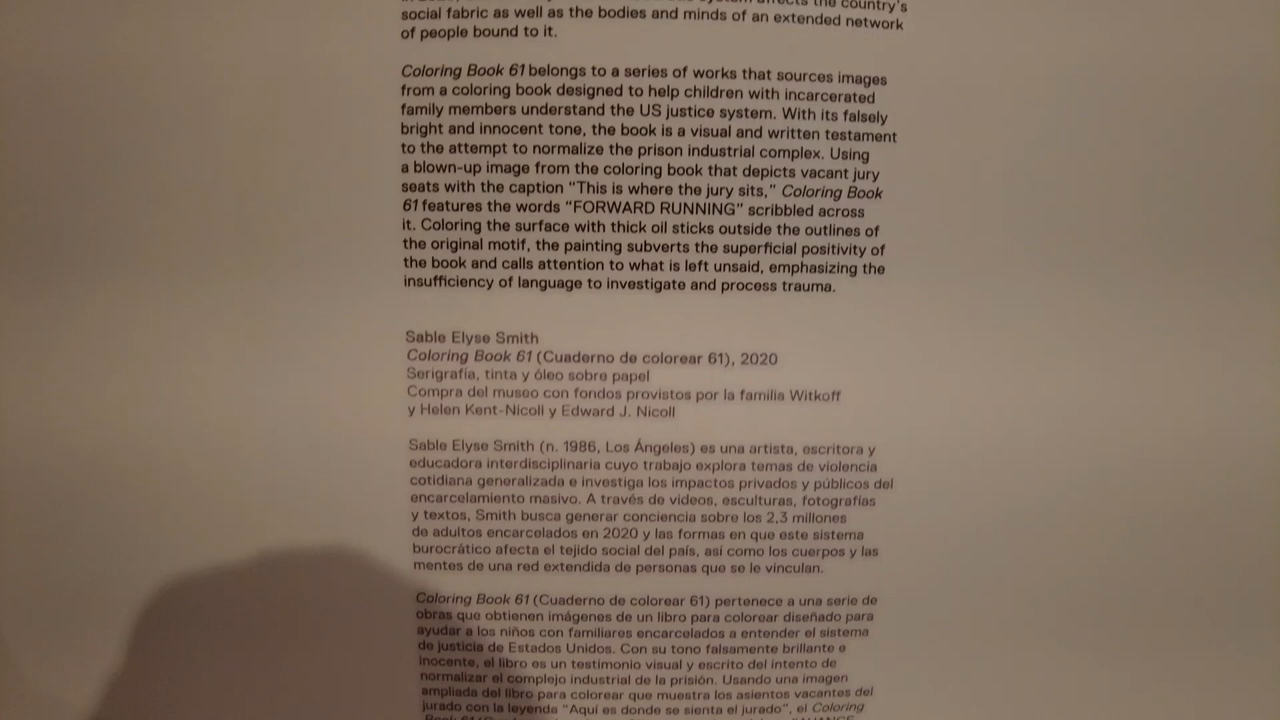 system affects the country's
social fabric as well as the bodies and minds of an extended network
of people bound to it.
Coloring Book 61 belongs to a series of works that sources images
from a coloring book designed to help children with incarcerated
family members understand the US justice system. With its falsely
bright and innocent tone, the book is a visual and written testament
to the attempt to normalize the prison industrial complex. Using
a blown-up image from the coloring book that depicts vacant jury
seats with the caption “This is where the jury sits,” Coloring Book
61 features the words “FORWARD RUNNING” scribbled across
it. Coloring the surface with thick oil sticks outside the outlines of
the original motif, the painting subverts the superficial positivity of
the book and calls attention to what is left unsaid, emphasizing the
insufficiency of language to investigate and process trauma.
Sable Elyse Smith
Coloring Book 61 (Cuaderno de colorear 61), 2020
Serigrafía, tinta y óleo sobre papel
Compra del museo con fondos provistos por la familia Witkoff
y Helen Kent-Nicoll y Edward J. Nicoll
Sable Elyse Smith (n. 1986, Los Ángeles) es una artista, escritora y
educadora interdisciplinaria cuyo trabajo explora temas de violencia
cotidiana generalizada e investiga los impactos privados y públicos del
encarcelamiento masivo. A través de videos, esculturas, fotografías
y textos, Smith busca generar conciencia sobre los 2,3 millones
de adultos encarcelados en 2020 y las formas en que este sistema
burocrático afecta el tejido social del país, así como los cuerpos y las
mentes de una red extendida de personas que se le vinculan.
Coloring Book 61 (Cuaderno de colorear 61) pertenece a una serie de
obras que obtienen imágenes de un libro para colorear diseñado para
ayudar a los niños con familiares encarcelados a entender el sistema
de justicia de Estados Unidos. Con su tono falsamente brillante e
inocente, el libro es un testimonio visual y escrito del intento de
normalizar el complejo industrial de la prisión. Usando una imagen
ampliada del libro para colorear que muestra los asientos vacantes del
jurado con la leyenda “Aquí es donde se sienta el jurado”, el Coloring